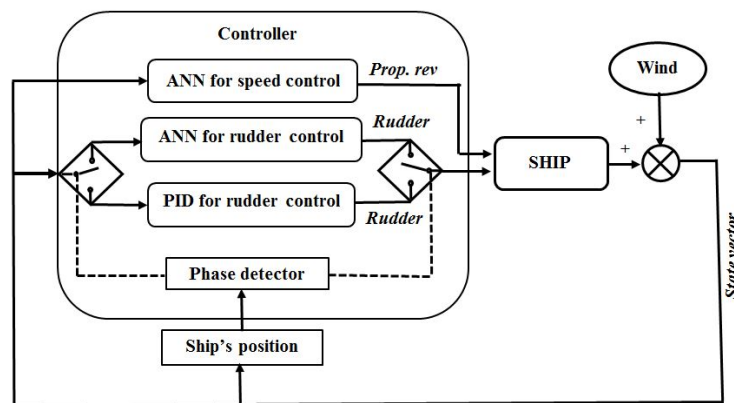 Controller
ANN for speed control
Prop. rev
Wind
+
ANN for rudder control
Rudder
SHIP
+
PID for rudder control
Rudder
Phase detector
Ship's position
State vector